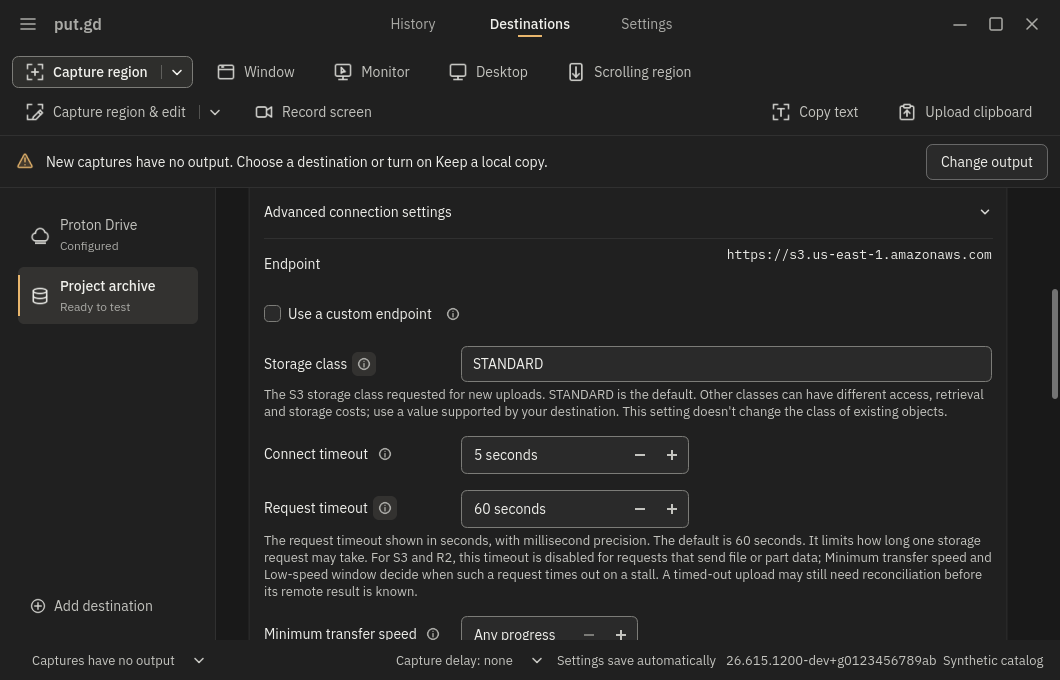 put.gd
History
Destinations
Settings
Capture region
Window
Monitor
Desktop
Scrolling region
Capture region & edit
Record screen
Copy text
Upload clipboard
New captures have no output. Choose a destination or turn on Keep a local copy.
Change output
Proton Drive
Configured
Project archive
Ready to test
Add destination
Advanced connection settings
Endpoint
https://s3.us-east-1.amazonaws.com
Use a custom endpoint
Storage class
STANDARD
The S3 storage class requested for new uploads. STANDARD is the default. Other classes can have different access, retrieval
and storage costs; use a value supported by your destination. This setting doesn't change the class of existing objects.
Connect timeout
5 seconds
Request timeout
60 seconds
The request timeout shown in seconds, with millisecond precision. The default is 60 seconds. It limits how long one storage
request may take. For S3 and R2, this timeout is disabled for requests that send file or part data; Minimum transfer speed and
Low-speed window decide when such a request times out on a stall. A timed-out upload may still need reconciliation before
its remote result is known.
Minimum transfer speed
Any progress
Captures have no output
Capture delay: none
Settings save automatically
26.615.1200-dev+g0123456789ab
Synthetic catalog